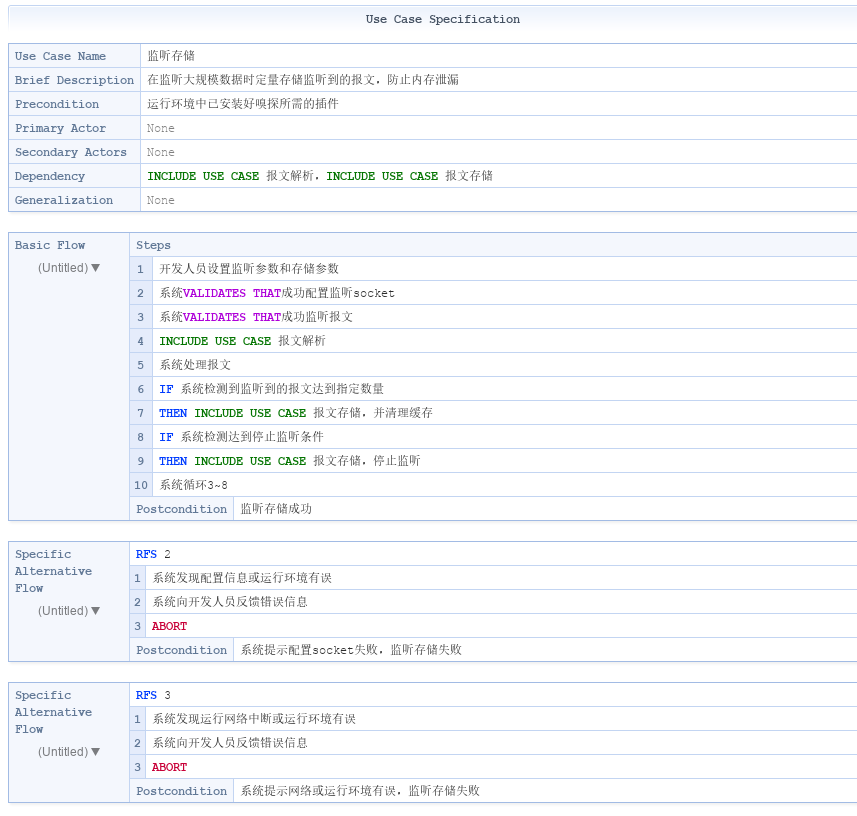 Use Case Specification
Use Case Name 监听存储
Brief Description 在监听大规模数据时定量存储监听到的报文，防止内存泄漏
Precondition 运行环境中已安装好嗅探所需的插件
Primary Actor None
Secondary Actors None
Dependency INCLUDE USE CASE 报文解析，INCLUDE USE CASE 报文存储
Generalization None
Basic Flow Steps
(Untitled) ▼
1 开发人员设置监听参数和存储参数
2 系统VALIDATES THAT成功配置监听socket
3 系统VALIDATES THAT成功监听报文
4 INCLUDE USE CASE 报文解析
5 系统处理报文
6 IF 系统检测到监听到的报文达到指定数量
7 THEN INCLUDE USE CASE 报文存储，并清理缓存
8 IF 系统检测达到停止监听条件
9 THEN INCLUDE USE CASE 报文存储，停止监听
10 系统循环3~8
Postcondition 监听存储成功
Specific
Alternative
Flow
(Untitled) ▼
RFS 2
1 系统发现配置信息或运行环境有误
2 系统向开发人员反馈错误信息
3 ABORT
Postcondition 系统提示配置socket失败，监听存储失败
Specific
Alternative
Flow
(Untitled) ▼
RFS 3
1 系统发现运行网络中断或运行环境有误
2 系统向开发人员反馈错误信息
3 ABORT
Postcondition 系统提示网络或运行环境有误，监听存储失败